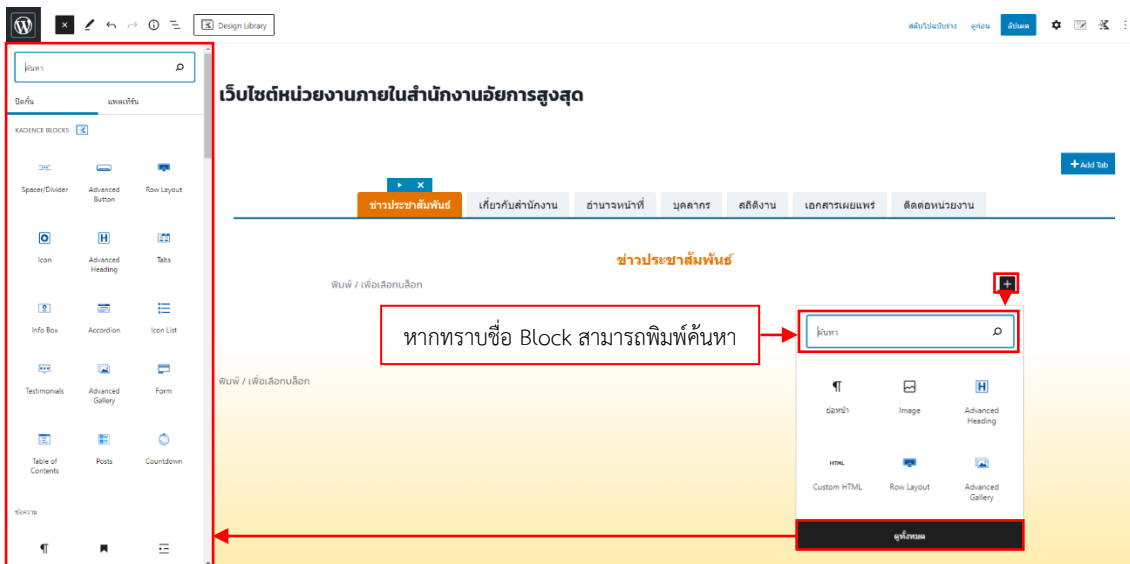 Design Library
สลับไปฉบับร่าง ดูก่อน อัปเดต
ค้นหา
บล็อกพื้น แพตเทิร์น
KADENCE BLOCKS
Spacer/Divider Advanced Button Row Layout
Icon Advanced Heading Tabs
Info Box Accordion Icon List
Testimonials Advanced Gallery Form
Table of Contents Posts Countdown
ข้อความ
เว็บไซต์หน่วยงานภายในสำนักงานอัยการสูงสุด
+ Add Tab
ข่าวประชาสัมพันธ์ เกี่ยวกับสำนักงาน อำนาจหน้าที่ บุคลากร สถิติงาน เอกสารเผยแพร่ ติดต่อหน่วยงาน
ข่าวประชาสัมพันธ์
พิมพ์ / เพื่อเลือกบล็อก
หากทราบชื่อ Block สามารถพิมพ์ค้นหา
ค้นหา
พิมพ์ / เพื่อเลือกบล็อก
ย่อหน้า Image Advanced Heading
HTML
Custom HTML Row Layout Advanced Gallery
ดูทั้งหมด